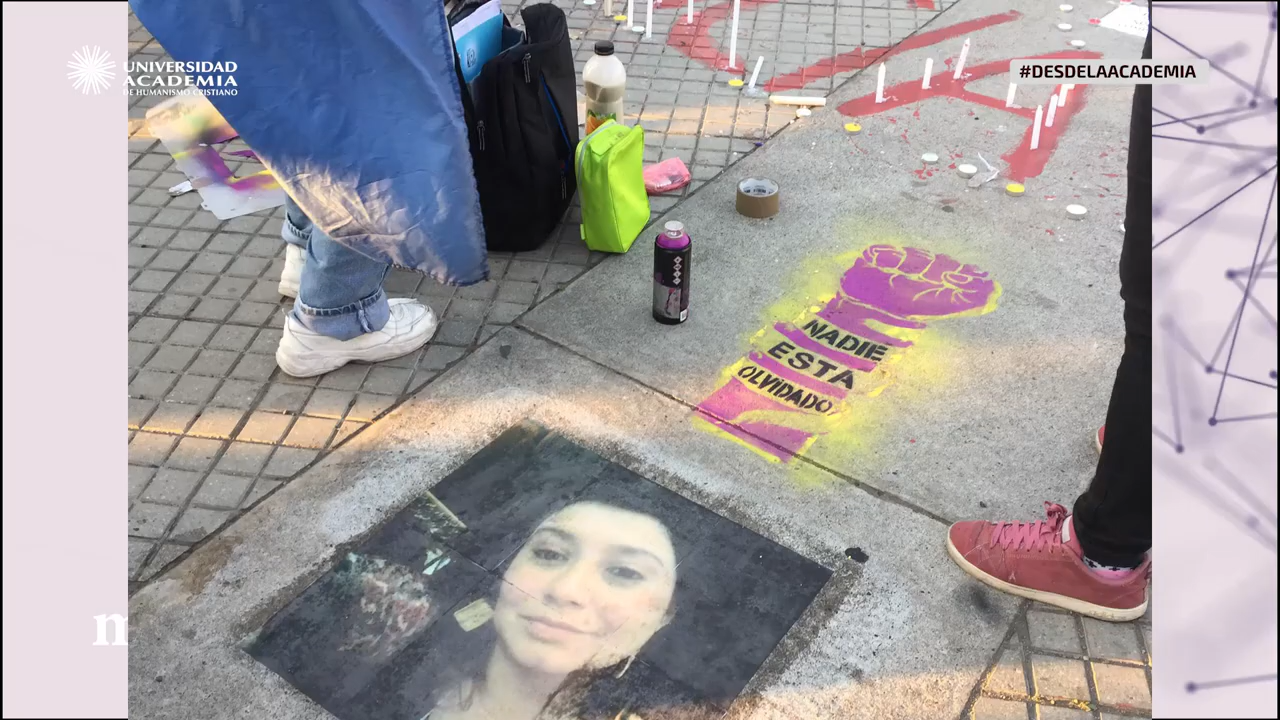 UNIVERSIDAD
ACADEMIA
DE HUMANISMO CRISTIANO
#DESDELAACADEMIA
NADIE
ESTA
OLVIDADO
m